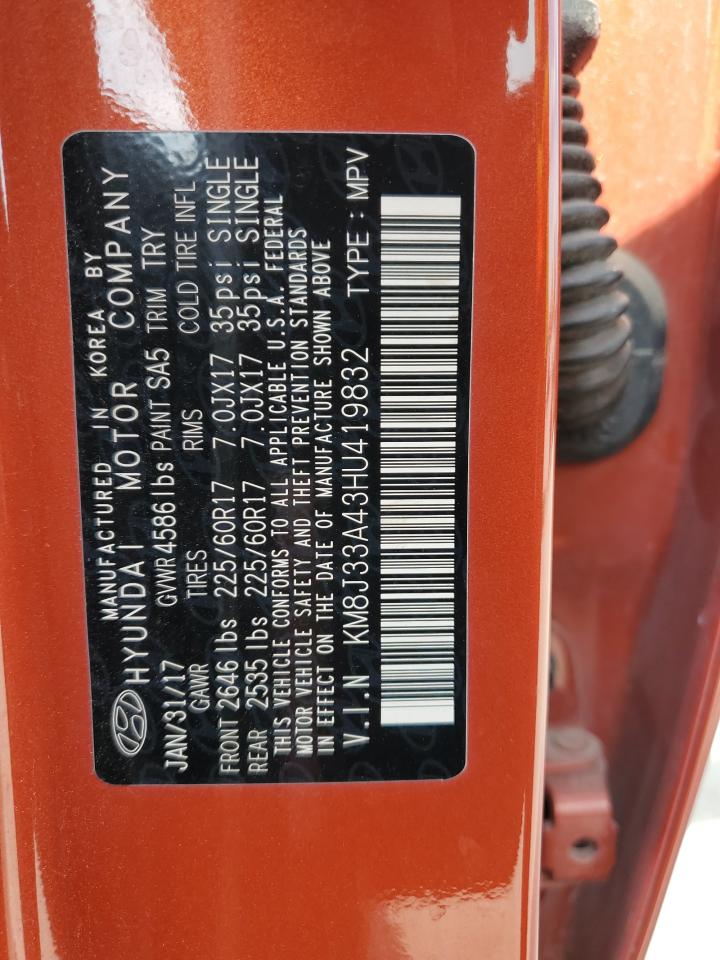 MANUFACTURED IN KOREA BY
HYUNDAI MOTOR COMPANY
JAN/31/17 GVWR 4586 lbs PAINT SA5 TRIM TRY
GAWR TIRES RIMS COLD TIRE INFL
FRONT 2646 lbs 225/60R17 7.0JX17 35psi SINGLE
REAR 2535 lbs 225/60R17 7.0JX17 35psi SINGLE
THIS VEHICLE CONFORMS TO ALL APPLICABLE U.S.A. FEDERAL
MOTOR VEHICLE SAFETY AND THEFT PREVENTION STANDARDS
IN EFFECT ON THE DATE OF MANUFACTURE SHOWN ABOVE
V.I.N KM8J33A43HU419832 TYPE : MPV